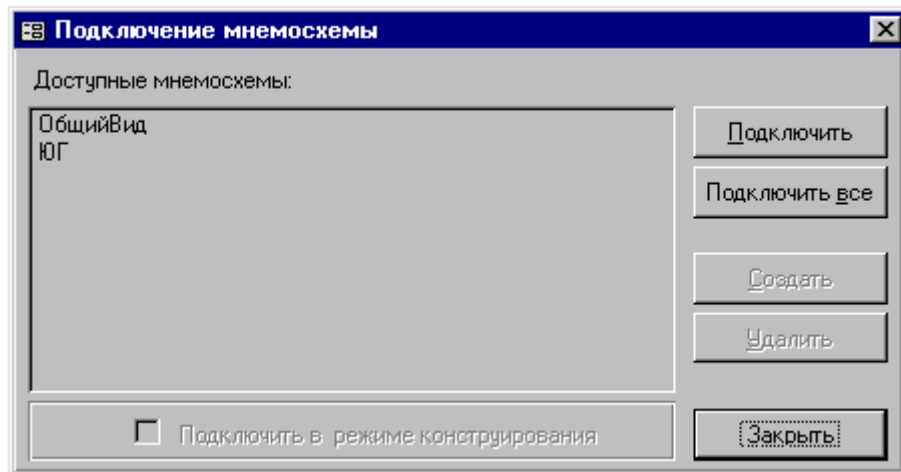 Подключение мнемосхемы
Доступные мнемосхемы:
ОбщийВид
ЮГ
Подключить
Подключить все
Создать
Удалить
Подключить в режиме конструирования
Закрыть